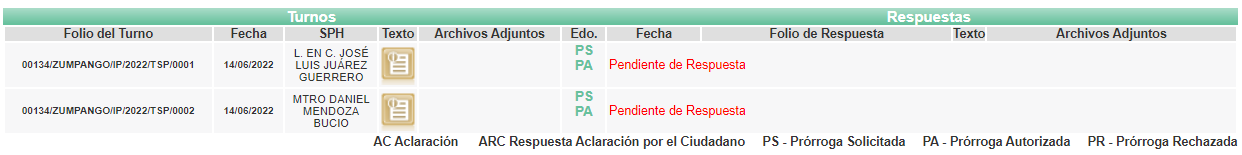 Turnos Respuestas
Folio del Turno Fecha SPH Texto Archivos Adjuntos Edo. Fecha Folio de Respuesta Texto Archivos Adjuntos
00134/ZUMPANGO/IP/2022/TSP/0001 14/06/2022 L. EN C. JOSÉ LUIS JUÁREZ GUERRERO PS PA Pendiente de Respuesta
00134/ZUMPANGO/IP/2022/TSP/0002 14/06/2022 MTRO DANIEL MENDOZA BUCIO PS PA Pendiente de Respuesta
AC Aclaración ARC Respuesta Aclaración por el Ciudadano PS - Prórroga Solicitada PA - Prórroga Autorizada PR - Prórroga Rechazada